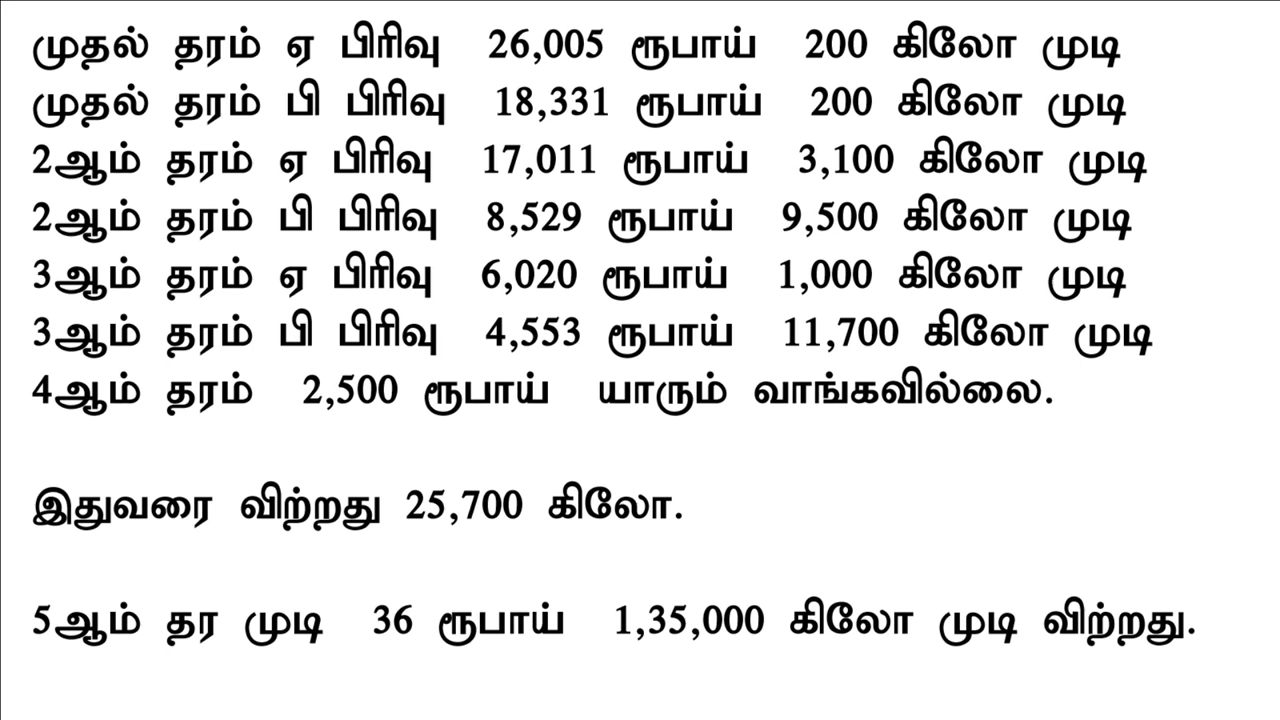 முதல் தரம் ஏ பிரிவு 26,005 ரூபாய் 200 கிலோ முடி
முதல் தரம் பி பிரிவு 18,331 ரூபாய் 200 கிலோ முடி
2ஆம் தரம் ஏ பிரிவு 17,011 ரூபாய் 3,100 கிலோ முடி
2ஆம் தரம் பி பிரிவு 8,529 ரூபாய் 9,500 கிலோ முடி
3ஆம் தரம் ஏ பிரிவு 6,020 ரூபாய் 1,000 கிலோ முடி
3ஆம் தரம் பி பிரிவு 4,553 ரூபாய் 11,700 கிலோ முடி
4ஆம் தரம் 2,500 ரூபாய் யாரும் வாங்கவில்லை.
இதுவரை விற்றது 25,700 கிலோ.
5ஆம் தர முடி 36 ரூபாய் 1,35,000 கிலோ முடி விற்றது.